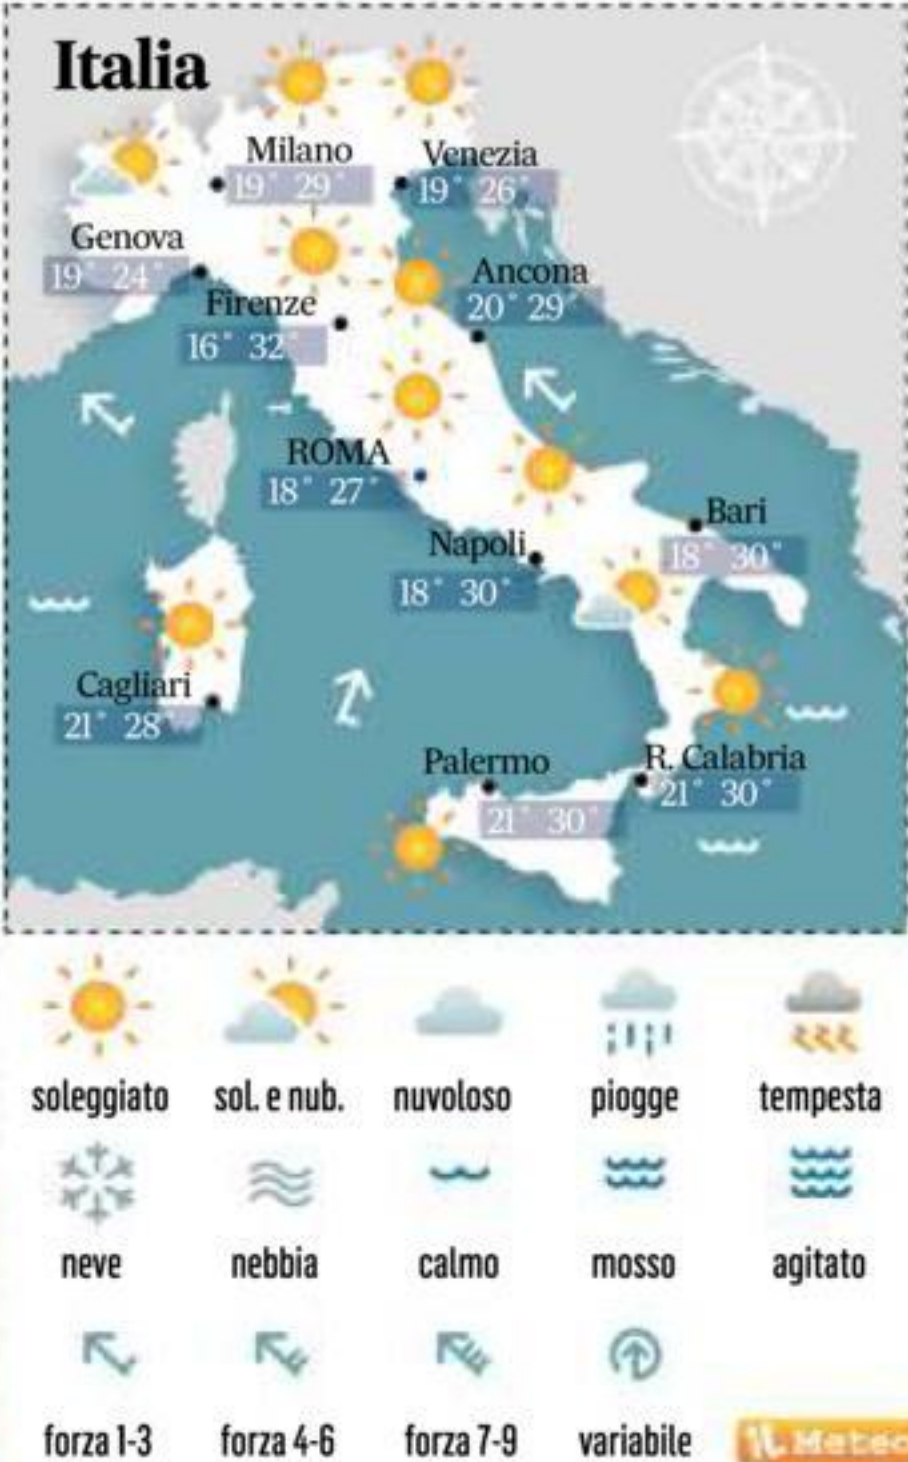 Italia
Milano
19° 29°
Venezia
19° 26°
Genova
19° 24°
Firenze
16° 32°
Ancona
20° 29°
ROMA
18° 27°
Napoli
18° 30°
Bari
18° 30°
Cagliari
21° 28°
Palermo
21° 30°
R. Calabria
21° 30°
soleggiato sol. e nub. nuvoloso piogge tempesta
neve nebbia calmo mosso agitato
forza 1-3 forza 4-6 forza 7-9 variabile